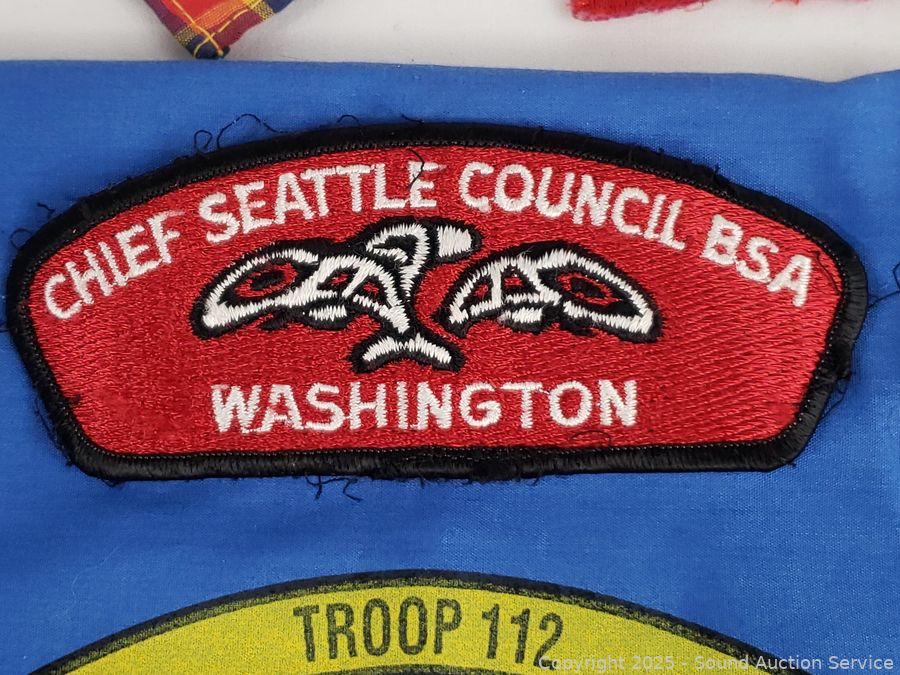 CHIEF SEATTLE COUNCIL BSA
WASHINGTON
TROOP 112
Copyright 2025 - Sound Auction Service